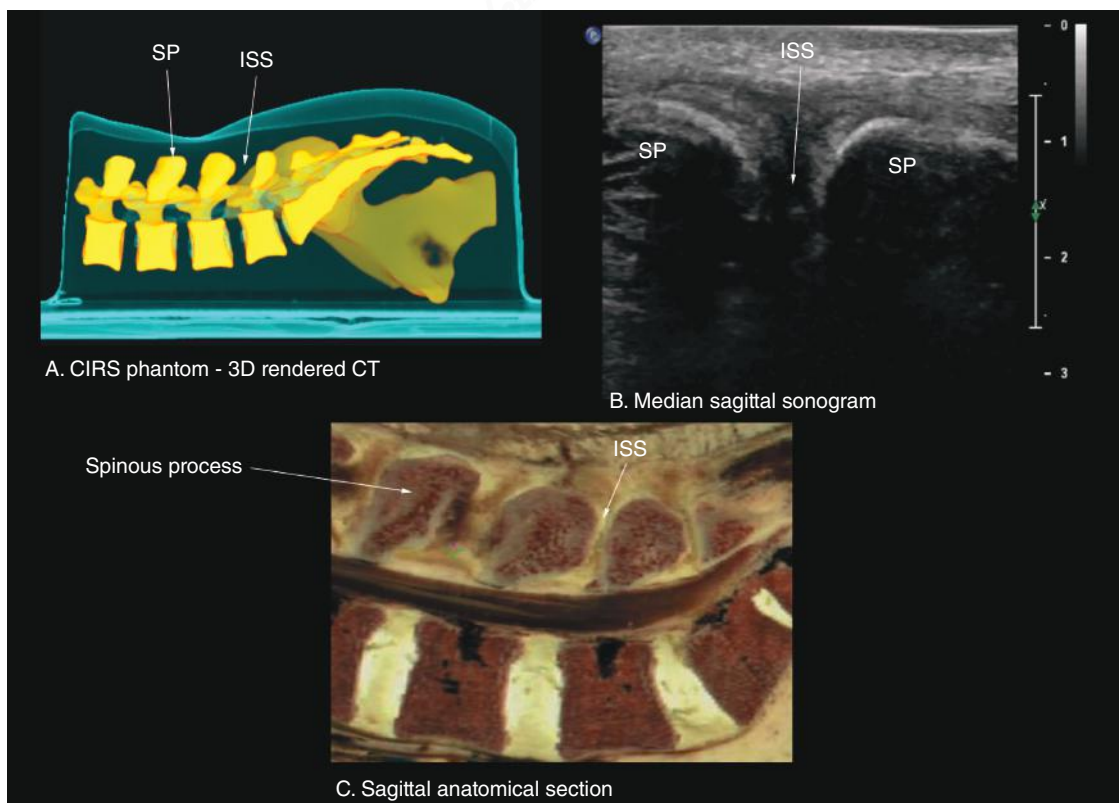 SP
ISS
A. CIRS phantom - 3D rendered CT
ISS
SP
SP
0
1
X
2
3
B. Median sagittal sonogram
Spinous process
ISS
C. Sagittal anatomical section